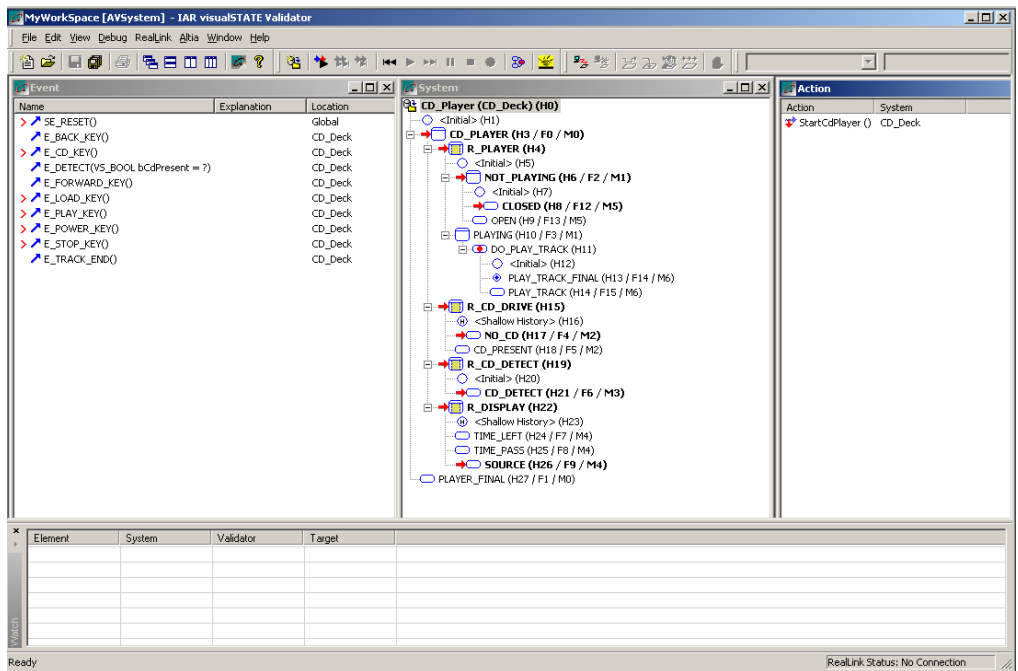 MyWorkSpace [AVSystem] - IAR visualSTATE Validator
File Edit View Debug RealLink Altia Window Help
Event
Name Explanation Location
SE_RESET() Global
E_BACK_KEY() CD_Deck
E_CD_KEY() CD_Deck
E_DETECT(VS_BOOL bCdPresent = ?) CD_Deck
E_FORWARD_KEY() CD_Deck
E_LOAD_KEY() CD_Deck
E_PLAY_KEY() CD_Deck
E_POWER_KEY() CD_Deck
E_STOP_KEY() CD_Deck
E_TRACK_END() CD_Deck
System
CD_Player (CD_Deck) (H0)
<Initial> (H1)
CD_PLAYER (H3 / F0 / M0)
R_PLAYER (H4)
<Initial> (H5)
NOT_PLAYING (H6 / F2 / M1)
<Initial> (H7)
CLOSED (H8 / F12 / M5)
OPEN (H9 / F13 / M5)
PLAYING (H10 / F3 / M1)
DO_PLAY_TRACK (H11)
<Initial> (H12)
PLAY_TRACK_FINAL (H13 / F14 / M6)
PLAY_TRACK (H14 / F15 / M6)
R_CD_DRIVE (H15)
H <Shallow History> (H16)
NO_CD (H17 / F4 / M2)
CD_PRESENT (H18 / F5 / M2)
R_CD_DETECT (H19)
<Initial> (H20)
CD_DETECT (H21 / F6 / M3)
R_DISPLAY (H22)
H <Shallow History> (H23)
TIME_LEFT (H24 / F7 / M4)
TIME_PASS (H25 / F8 / M4)
SOURCE (H26 / F9 / M4)
PLAYER_FINAL (H27 / F1 / M0)
Action
Action System
StartCdPlayer () CD_Deck
Element System Validator Target
Watch
Ready RealLink Status: No Connection